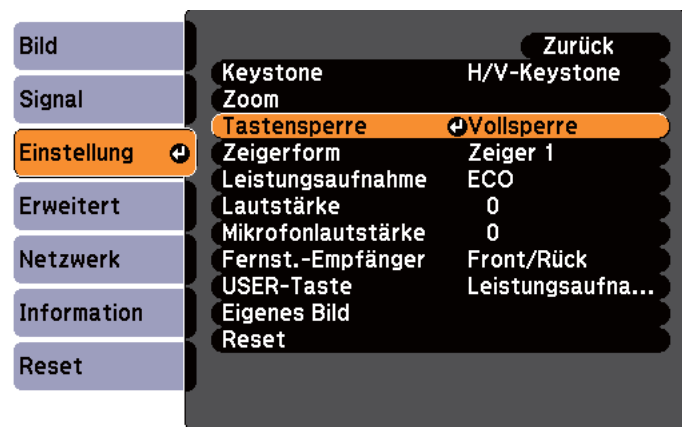 Bild
Signal
Einstellung
Erweitert
Netzwerk
Information
Reset
Zurück
Keystone H/V-Keystone
Zoom
Tastensperre Vollsperre
Zeigerform Zeiger 1
Leistungsaufnahme ECO
Lautstärke 0
Mikrofonlautstärke 0
Fernst.-Empfänger Front/Rück
USER-Taste Leistungsaufna...
Eigenes Bild
Reset